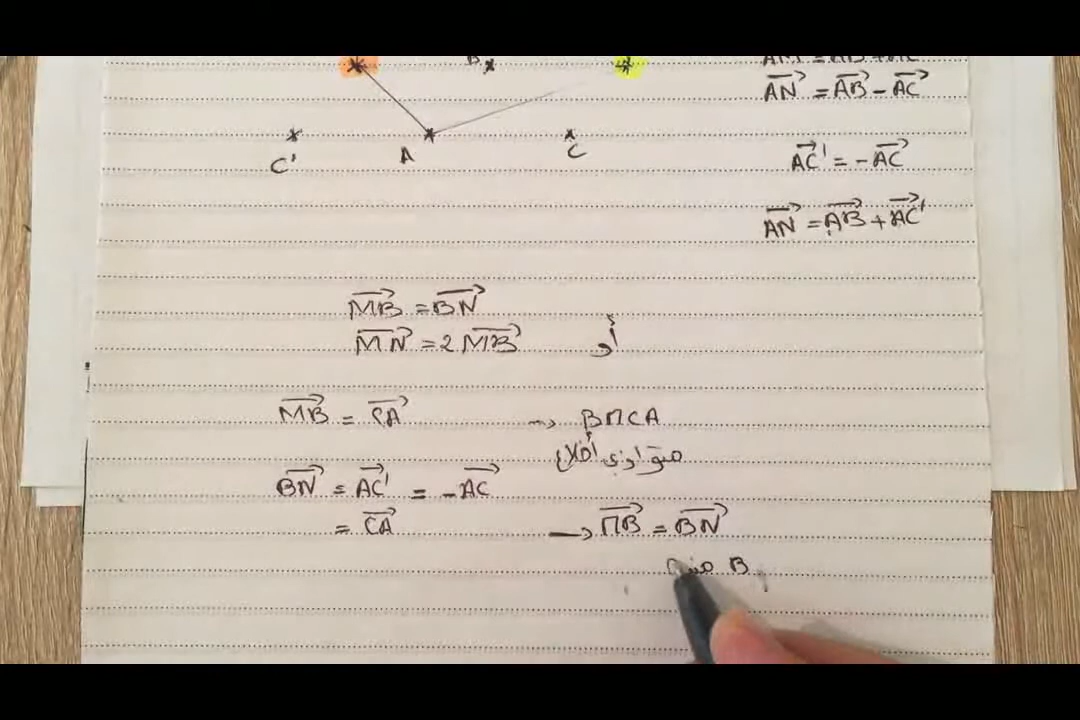 B
AN = AB - AC
C' A C
AC' = -AC
AN = AB + AC'
MB = BN
MN = 2 MB أو
MB = CA → BMCA
متوازي أضلاع
BN = AC' = -AC
= CA → MB = BN
B